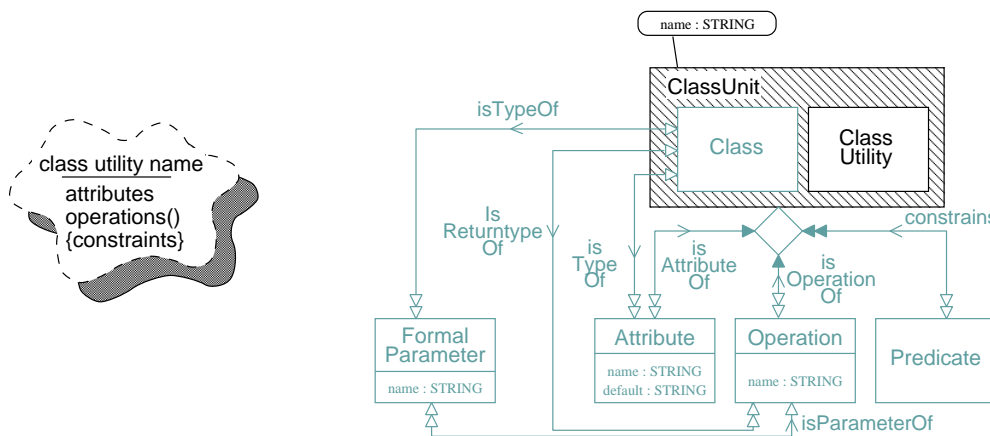 class utility name
attributes
operations()
{constraints}
name : STRING
ClassUnit
Class
Class
Utility
isTypeOf
Is
Returntype
Of
is
Type
Of
is
Attribute
Of
is
Operation
Of
constrains
Formal
Parameter
name : STRING
Attribute
name : STRING
default : STRING
Operation
name : STRING
Predicate
isParameterOf